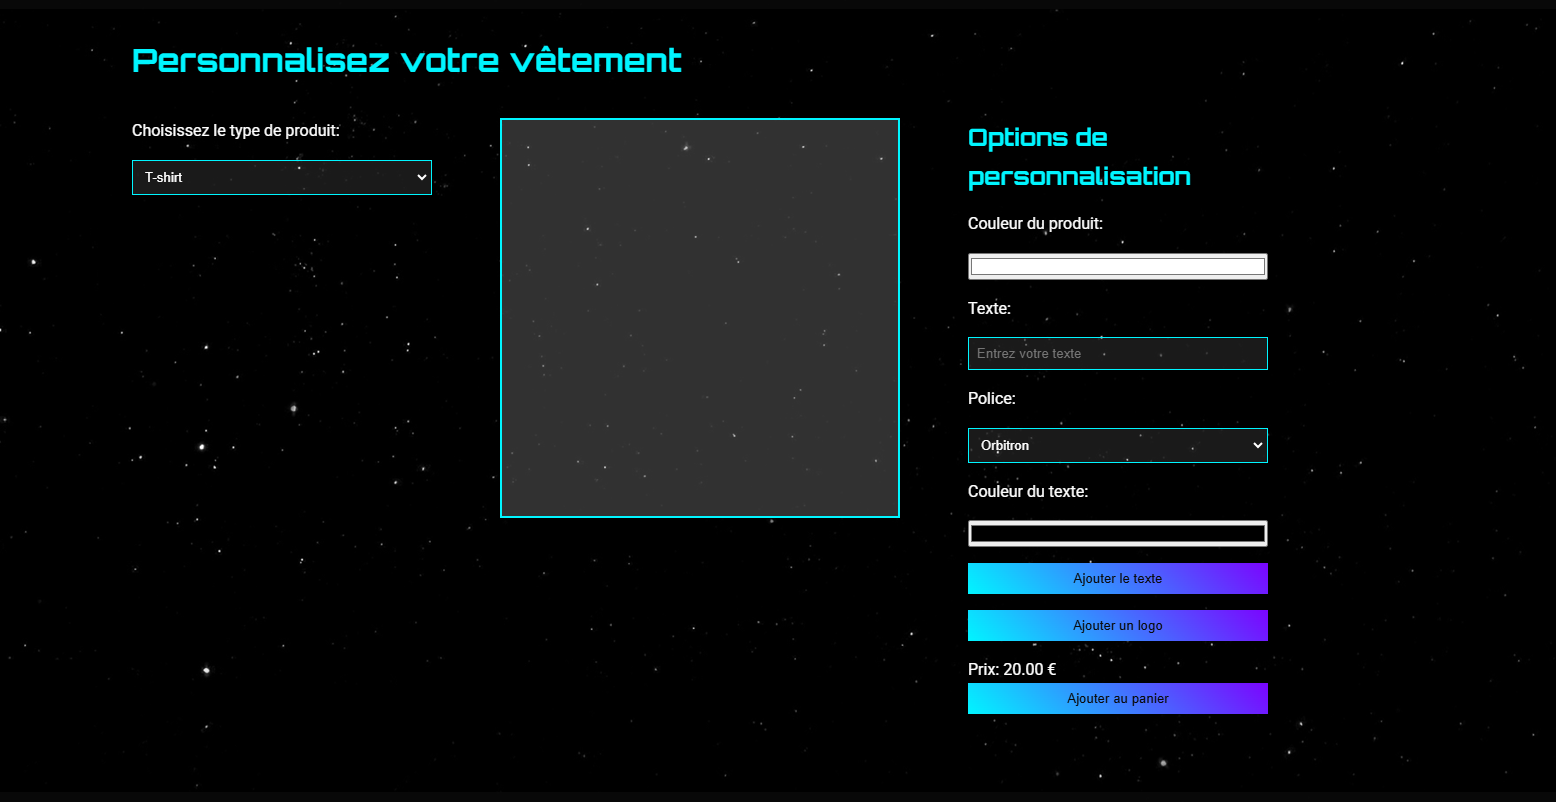 Personnalisez votre vêtement
Choisissez le type de produit:
T-shirt
Options de
personnalisation
Couleur du produit:
Texte:
Entrez votre texte
Police:
Orbitron
Couleur du texte:
Ajouter le texte
Ajouter un logo
Prix: 20.00 €
Ajouter au panier